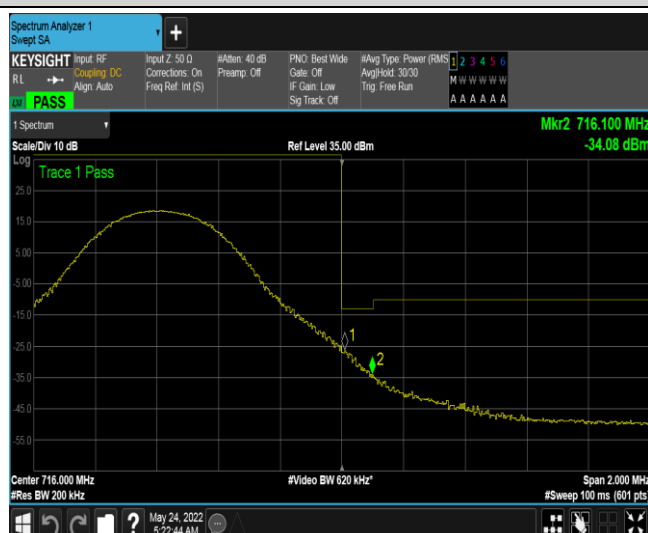 Spectrum Analyzer 1
Swept SA
KEYSIGHT Input: RF Input Z: 50 Ω #Atten: 40 dB PNO: Best Wide #Avg Type: Power (RMS 1 2 3 4 5 6
RL Coupling: DC Corrections: On Preamp: Off Gate: Off Avg|Hold: 30/30 M W W W W W
Align: Auto Freq Ref: Int (S) IF Gain: Low Trig: Free Run
Sig Track: Off A A A A A A
PASS
1 Spectrum
Mkr2 716.100 MHz
Scale/Div 10 dB Ref Level 35.00 dBm -34.08 dBm
Log
Trace 1 Pass
25.0
15.0
5.00
-5.00
-15.0
-25.0
1
-35.0
2
-45.0
-55.0
Center 716.000 MHz #Video BW 620 kHz* Span 2.000 MHz
#Res BW 200 kHz #Sweep 100 ms (601 pts
? May 24, 2022
5:22:44 AM